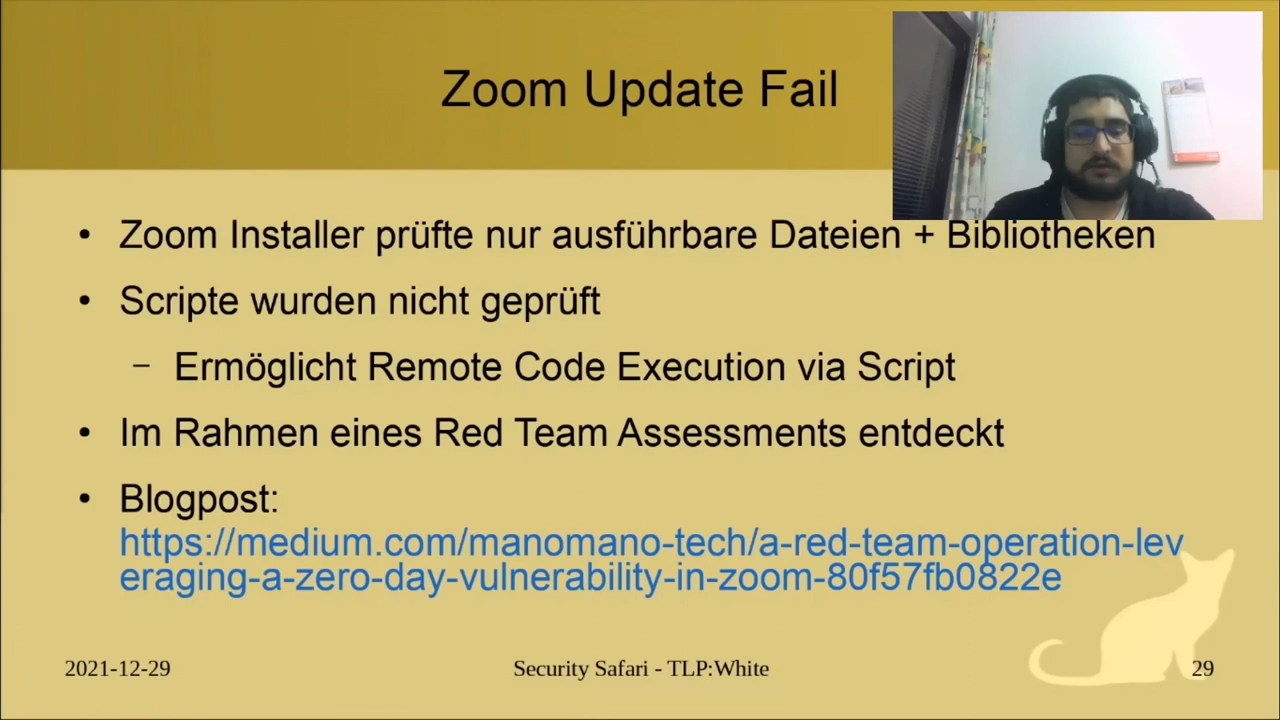 Zoom Update Fail
• Zoom Installer prüfte nur ausführbare Dateien + Bibliotheken
• Scripte wurden nicht geprüft
– Ermöglicht Remote Code Execution via Script
• Im Rahmen eines Red Team Assessments entdeckt
• Blogpost:
https://medium.com/manomano-tech/a-red-team-operation-lev
eraging-a-zero-day-vulnerability-in-zoom-80f57fb0822e
2021-12-29
Security Safari - TLP:White
29